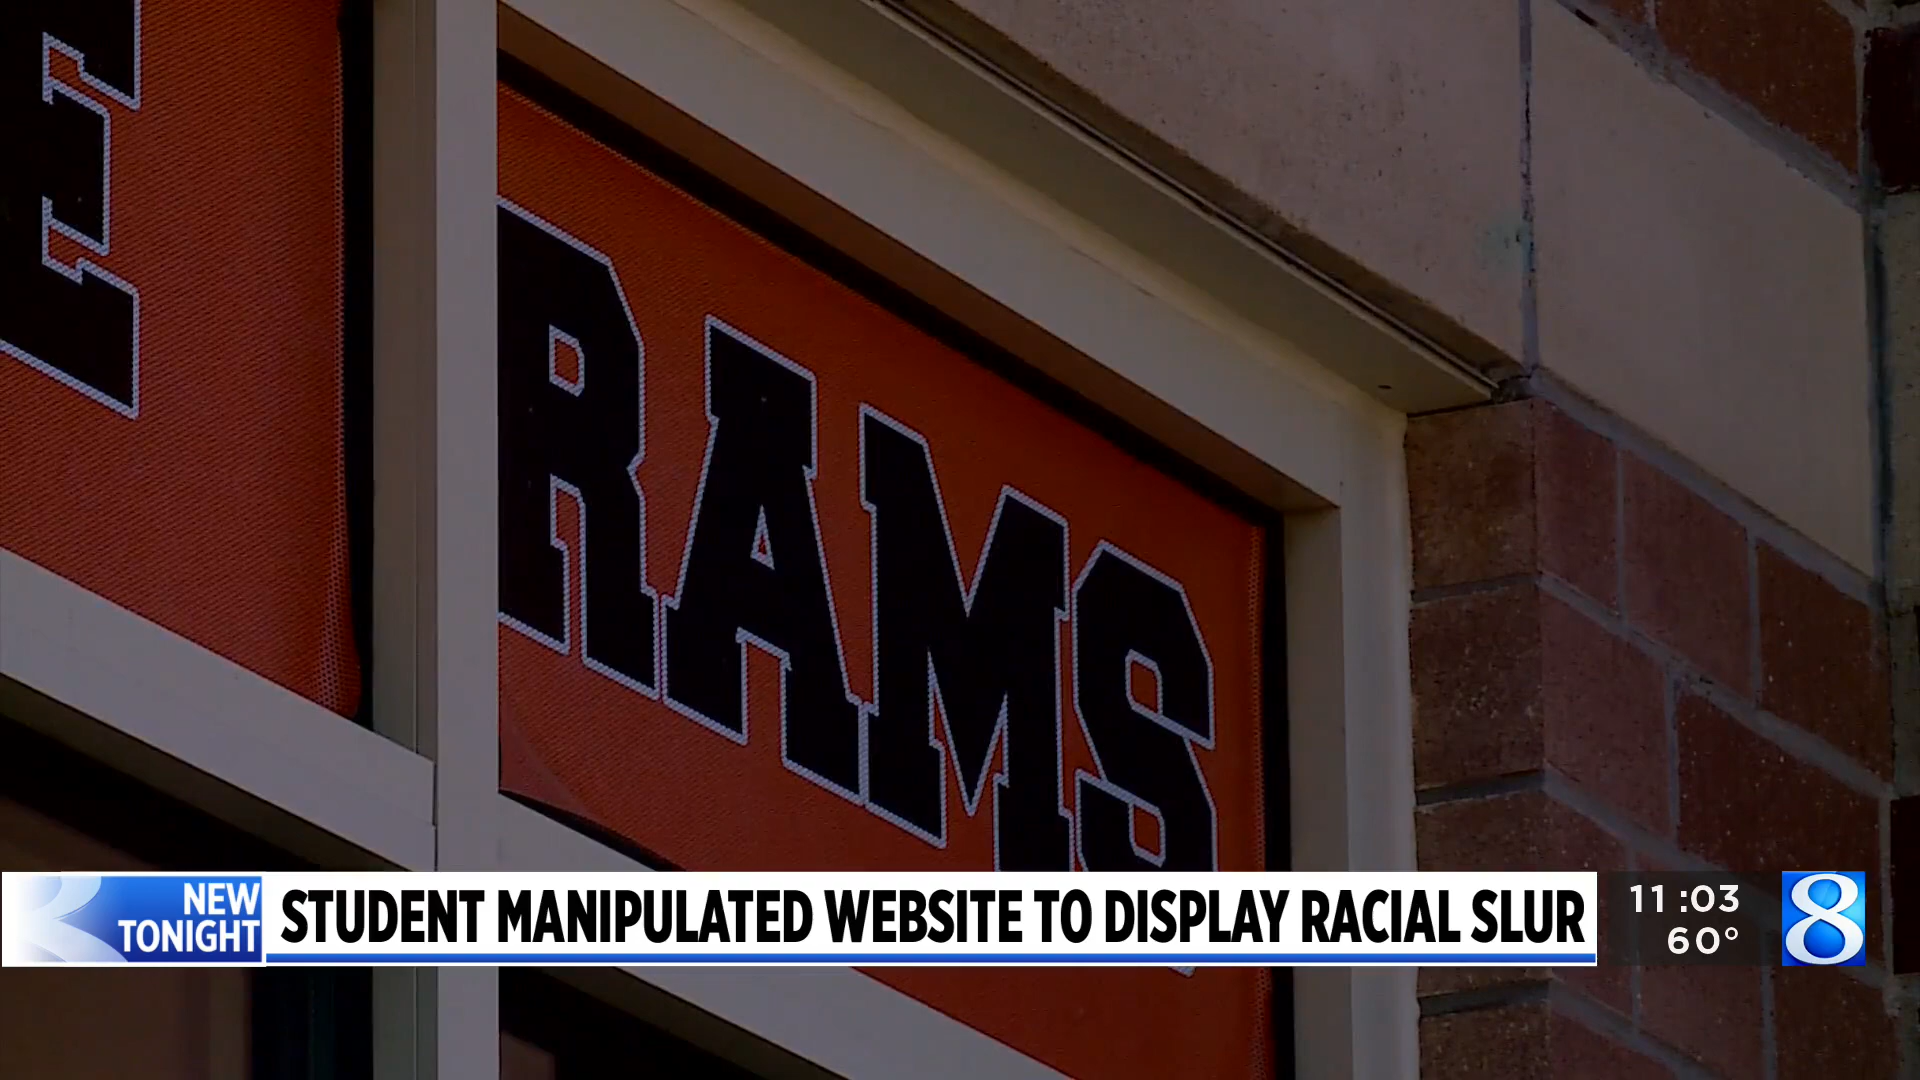 E
RAMS
NEW
TONIGHT
STUDENT MANIPULATED WEBSITE TO DISPLAY RACIAL SLUR
11:03
60°
8